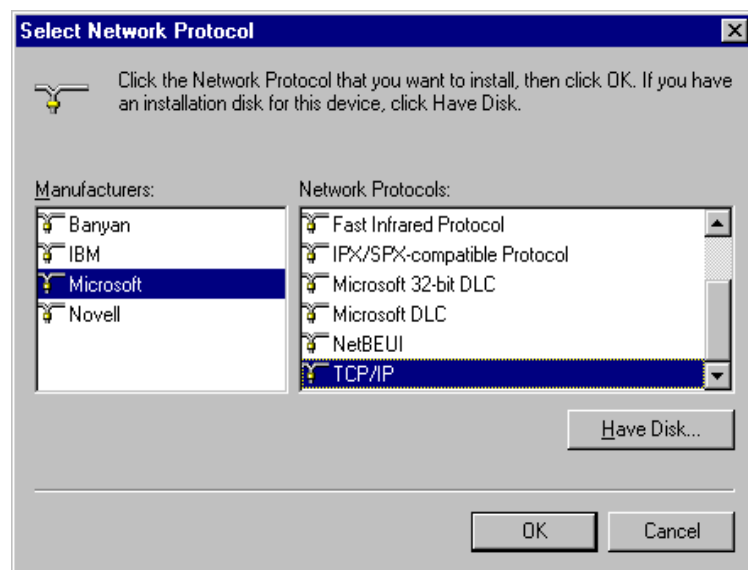 Select Network Protocol
Click the Network Protocol that you want to install, then click OK. If you have
an installation disk for this device, click Have Disk.
Manufacturers:
Banyan
IBM
Microsoft
Novell
Network Protocols:
Fast Infrared Protocol
IPX/SPX-compatible Protocol
Microsoft 32-bit DLC
Microsoft DLC
NetBEUI
TCP/IP
Have Disk...
OK
Cancel